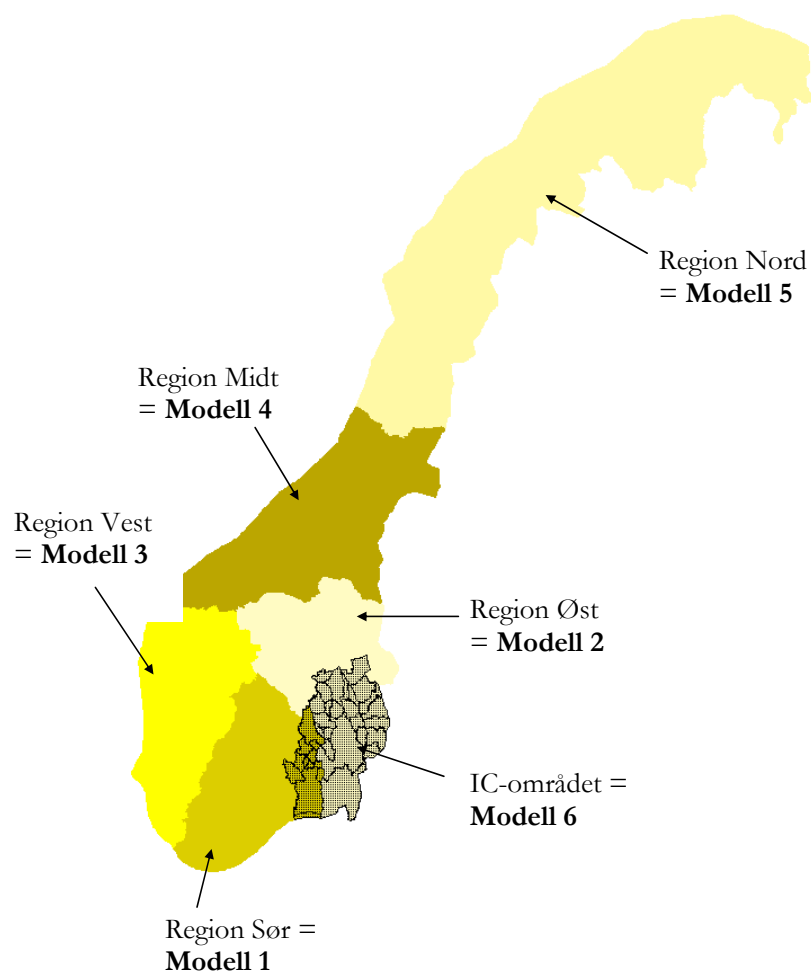 Region Nord
= Modell 5
Region Midt
= Modell 4
Region Vest
= Modell 3
Region Øst
= Modell 2
IC-området =
Modell 6
Region Sør =
Modell 1